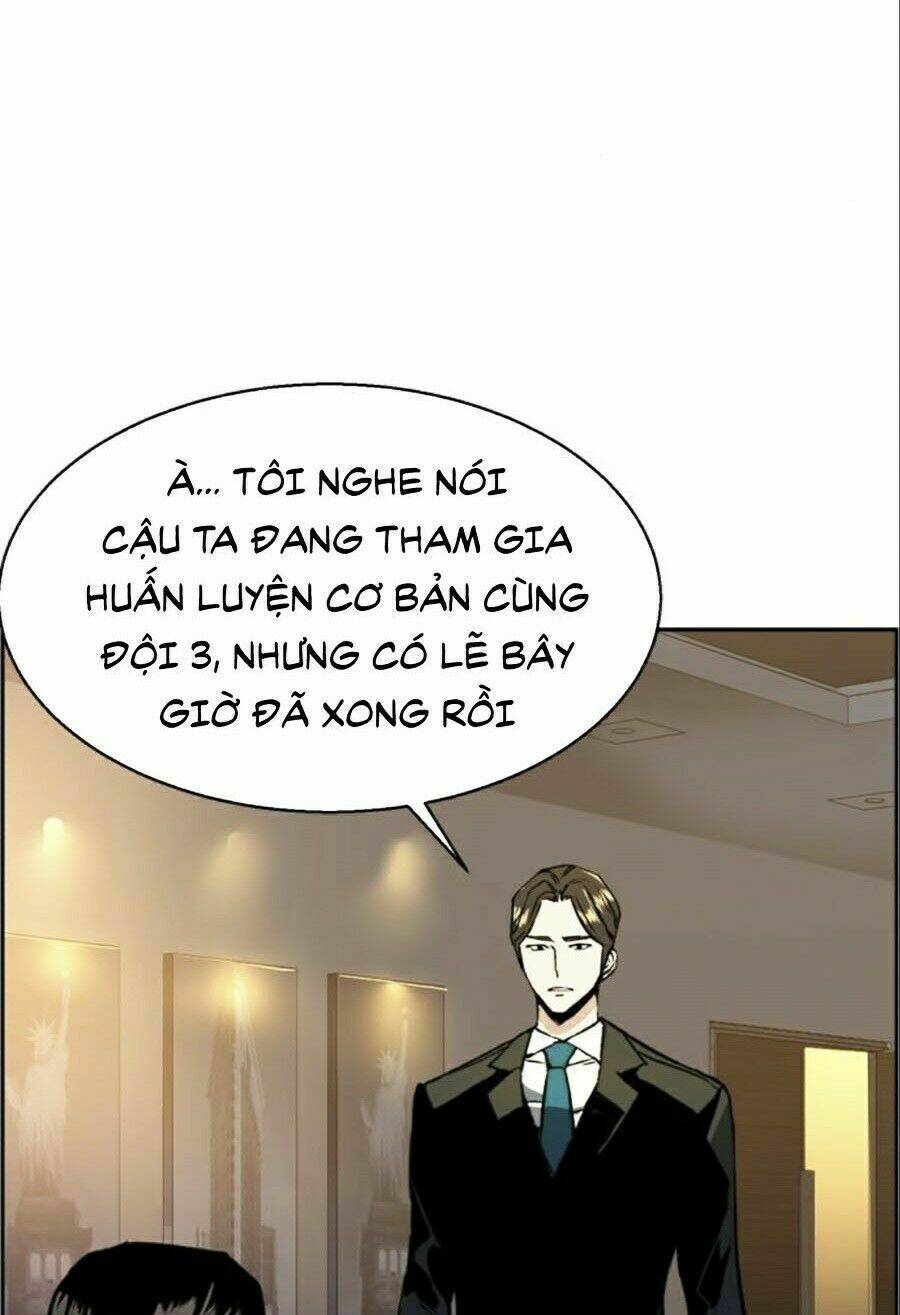 À... TÔI NGHE NÓI
CẬU TA ĐANG THAM GIA
HUẤN LUYỆN CƠ BẢN CÙNG
ĐỘI 3, NHƯNG CÓ LẼ BÂY
GIỜ ĐÃ XONG RỒI